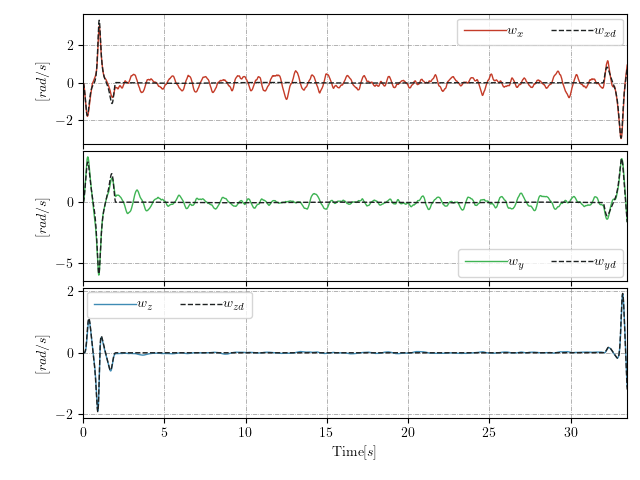 [rad/s]
2
0
−2
w_x w_xd
[rad/s]
0
−5
w_y w_yd
[rad/s]
2
0
−2
w_z w_zd
0 5 10 15 20 25 30
Time[s]